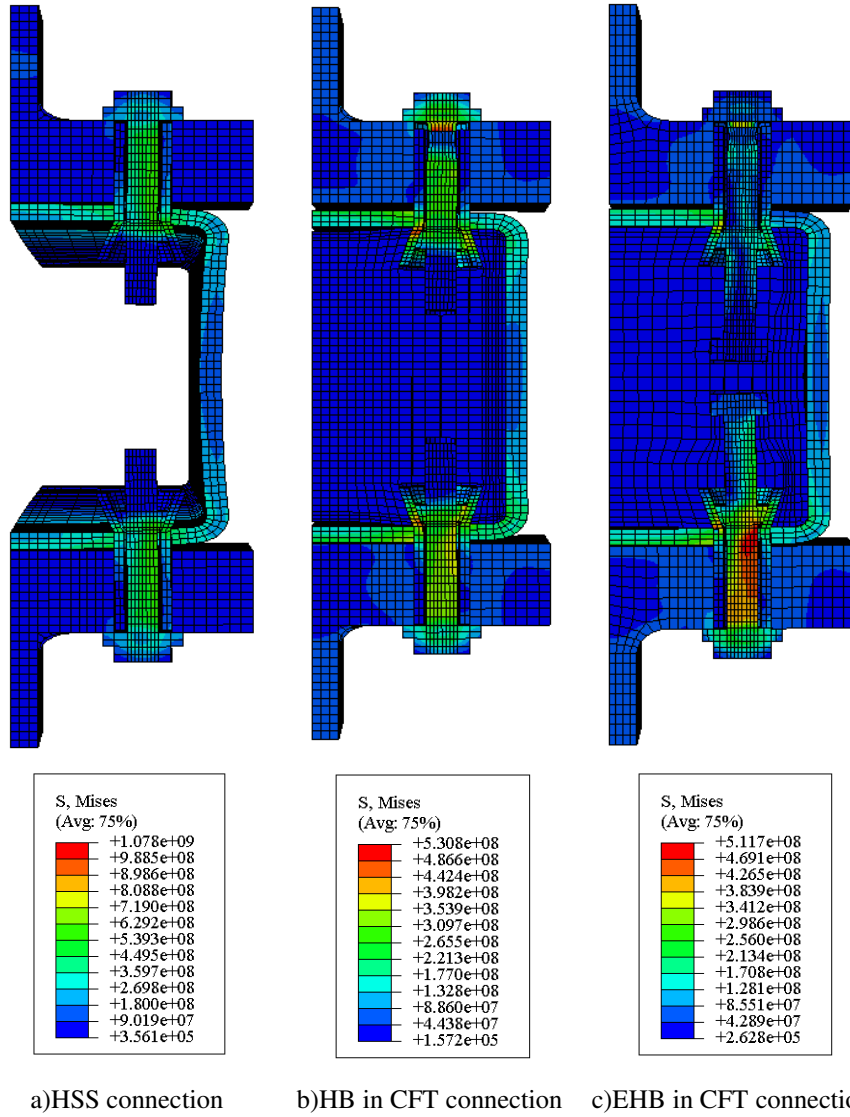 S, Mises
(Avg: 75%)
+1.078e+09
+9.885e+08
+8.986e+08
+8.088e+08
+7.190e+08
+6.292e+08
+5.393e+08
+4.495e+08
+3.597e+08
+2.698e+08
+1.800e+08
+9.019e+07
+3.561e+05
S, Mises
(Avg: 75%)
+5.308e+08
+4.866e+08
+4.424e+08
+3.982e+08
+3.539e+08
+3.097e+08
+2.655e+08
+2.213e+08
+1.770e+08
+1.328e+08
+8.860e+07
+4.438e+07
+1.572e+05
S, Mises
(Avg: 75%)
+5.117e+08
+4.691e+08
+4.265e+08
+3.839e+08
+3.412e+08
+2.986e+08
+2.560e+08
+2.134e+08
+1.708e+08
+1.281e+08
+8.551e+07
+4.289e+07
+2.628e+05
a)HSS connection
b)HB in CFT connection
c)EHB in CFT connectio